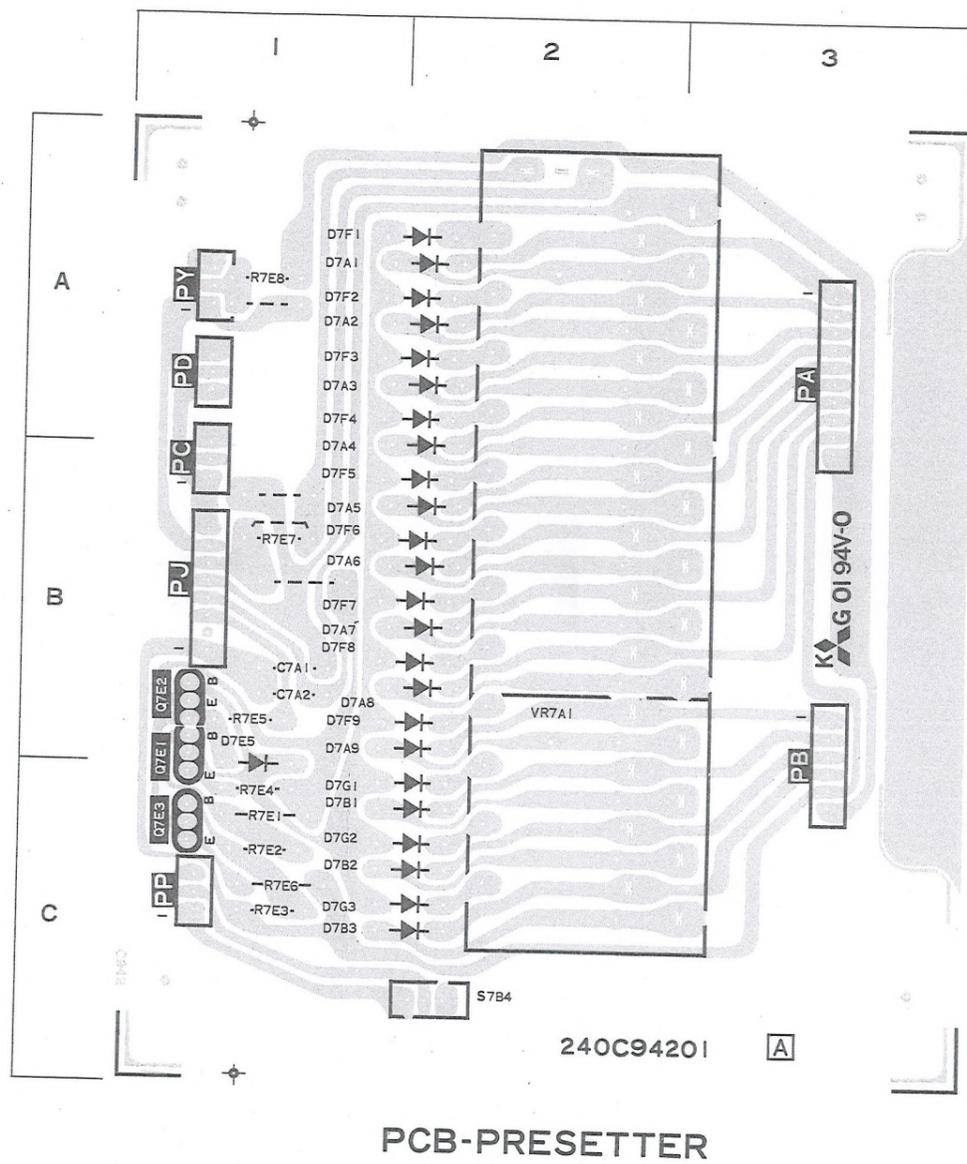 1
2
3
A
B
C
D7F1
D7A1
PY
-R7E8-
D7F2
D7A2
PD
D7F3
D7A3
PA
D7F4
PC
D7A4
D7F5
D7A5
D7F6
-R7E7-
D7A6
PJ
D7F7
D7A7
D7F8
K G 0194V-0
-C7A1-
Q7E2
B
E
-C7A2-
D7A8
-R7E5-
D7F9
VR7A1
D7E5
Q7E1
B
E
D7A9
PB
D7G1
-R7E4-
D7B1
Q7E3
B
E
-R7E1-
D7G2
-R7E2-
D7B2
PP
-R7E6-
D7G3
-R7E3-
D7B3
S7B4
240C94201 A
PCB-PRESETTER